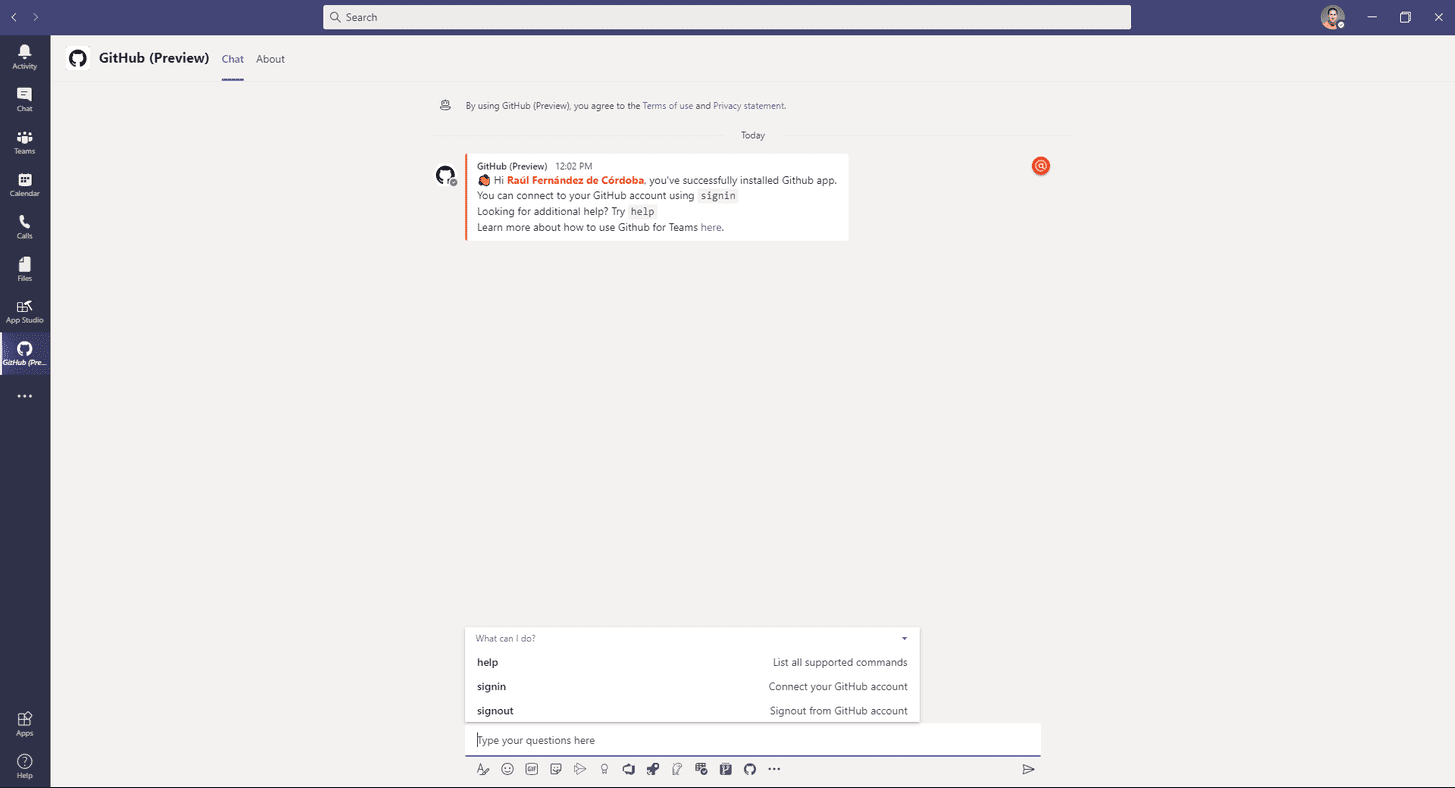 Search
Activity
Chat
Teams
Calendar
Calls
Files
App Studio
GitHub (Pre...
Apps
Help
GitHub (Preview) Chat About
By using GitHub (Preview), you agree to the Terms of use and Privacy statement.
Today
GitHub (Preview) 12:02 PM
Hi Raúl Fernández de Córdoba, you've successfully installed Github app.
You can connect to your GitHub account using signin
Looking for additional help? Try help
Learn more about how to use Github for Teams here.
What can I do?
help List all supported commands
signin Connect your GitHub account
signout Signout from GitHub account
Type your questions here
GIF